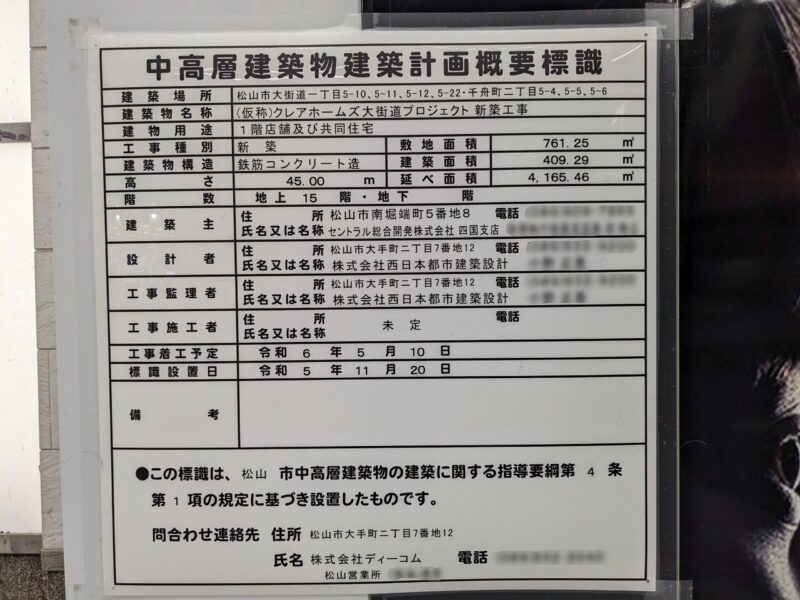 中高層建築物建築計画概要標識
建築場所 松山市大街道一丁目5-10、5-11、5-12、5-22・千舟町二丁目5-4、5-5、5-6
建築物名称 (仮称)クレアホームズ大街道プロジェクト 新築工事
建物用途 1階店舗及び共同住宅
工事種別 新 築 敷地面積 761.25 ㎡
建築物構造 鉄筋コンクリート造 建築面積 409.29 ㎡
高さ 45.00 m 延べ面積 4,165.46 ㎡
階数 地上 15 階・地下 階
建築主 住所 松山市南堀端町5番地8 電話
氏名又は名称 セントラル総合開発株式会社 四国支店
設計者 住所 松山市大手町二丁目7番地12 電話
氏名又は名称 株式会社西日本都市建築設計
工事監理者 住所 松山市大手町二丁目7番地12 電話
氏名又は名称 株式会社西日本都市建築設計
工事施工者 住所 電話
氏名又は名称 未 定
工事着工予定 令和 6 年 5 月 10 日
標識設置日 令和 5 年 11 月 20 日
備考
●この標識は、松山 市中高層建築物の建築に関する指導要綱第 4 条
第 1 項の規定に基づき設置したものです。
問合わせ連絡先 住所 松山市大手町二丁目7番地12
氏名 株式会社ディーコム 電話
松山営業所